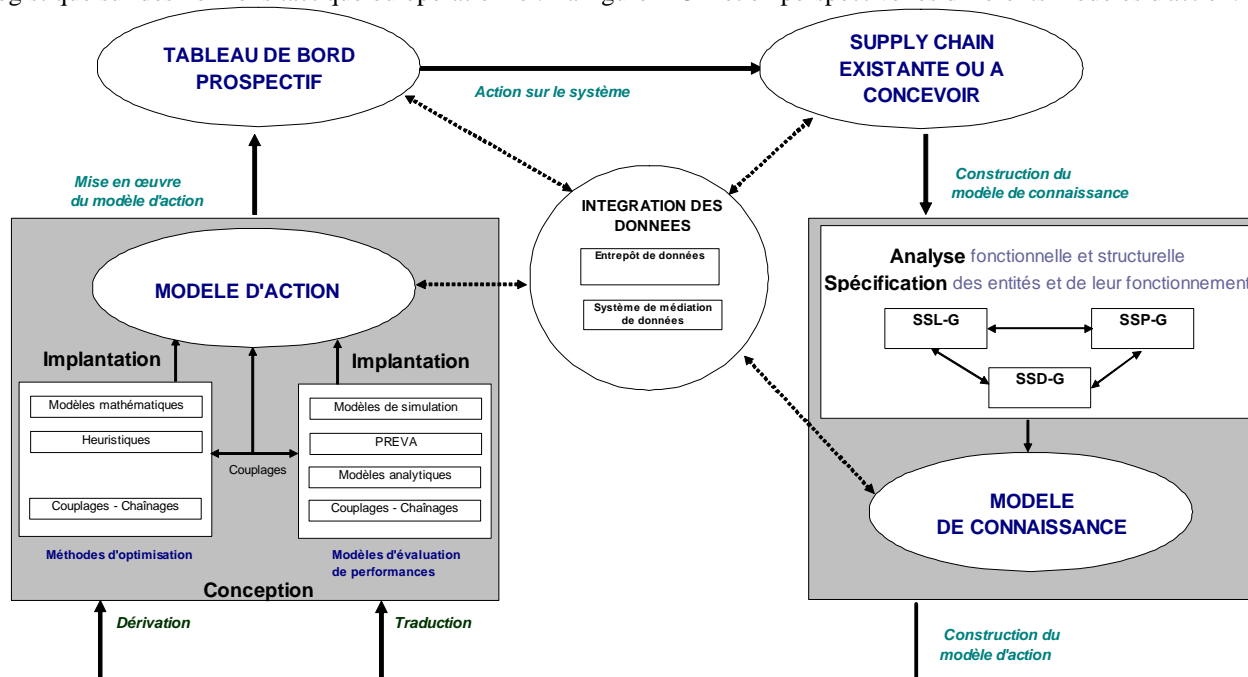 TABLEAU DE BORD
PROSPECTIF
SUPPLY CHAIN
EXISTANTE OU A
CONCEVOIR
Action sur le système
Mise en œuvre
du modèle d'action
Construction du
modèle de connaissance
INTEGRATION DES
DONNEES
Entrepôt de données
Système de médiation
de données
MODELE D'ACTION
Analyse fonctionnelle et structurelle
Spécification des entités et de leur fonctionnement
SSL-G
SSP-G
SSD-G
Implantation
Implantation
Modèles mathématiques
Heuristiques
Couplages - Chaînages
Couplages
Modèles de simulation
PREVA
Modèles analytiques
Couplages - Chaînages
Méthodes d'optimisation
Modèles d'évaluation
de performances
Conception
MODELE
DE CONNAISSANCE
Dérivation
Traduction
Construction du
modèle d'action